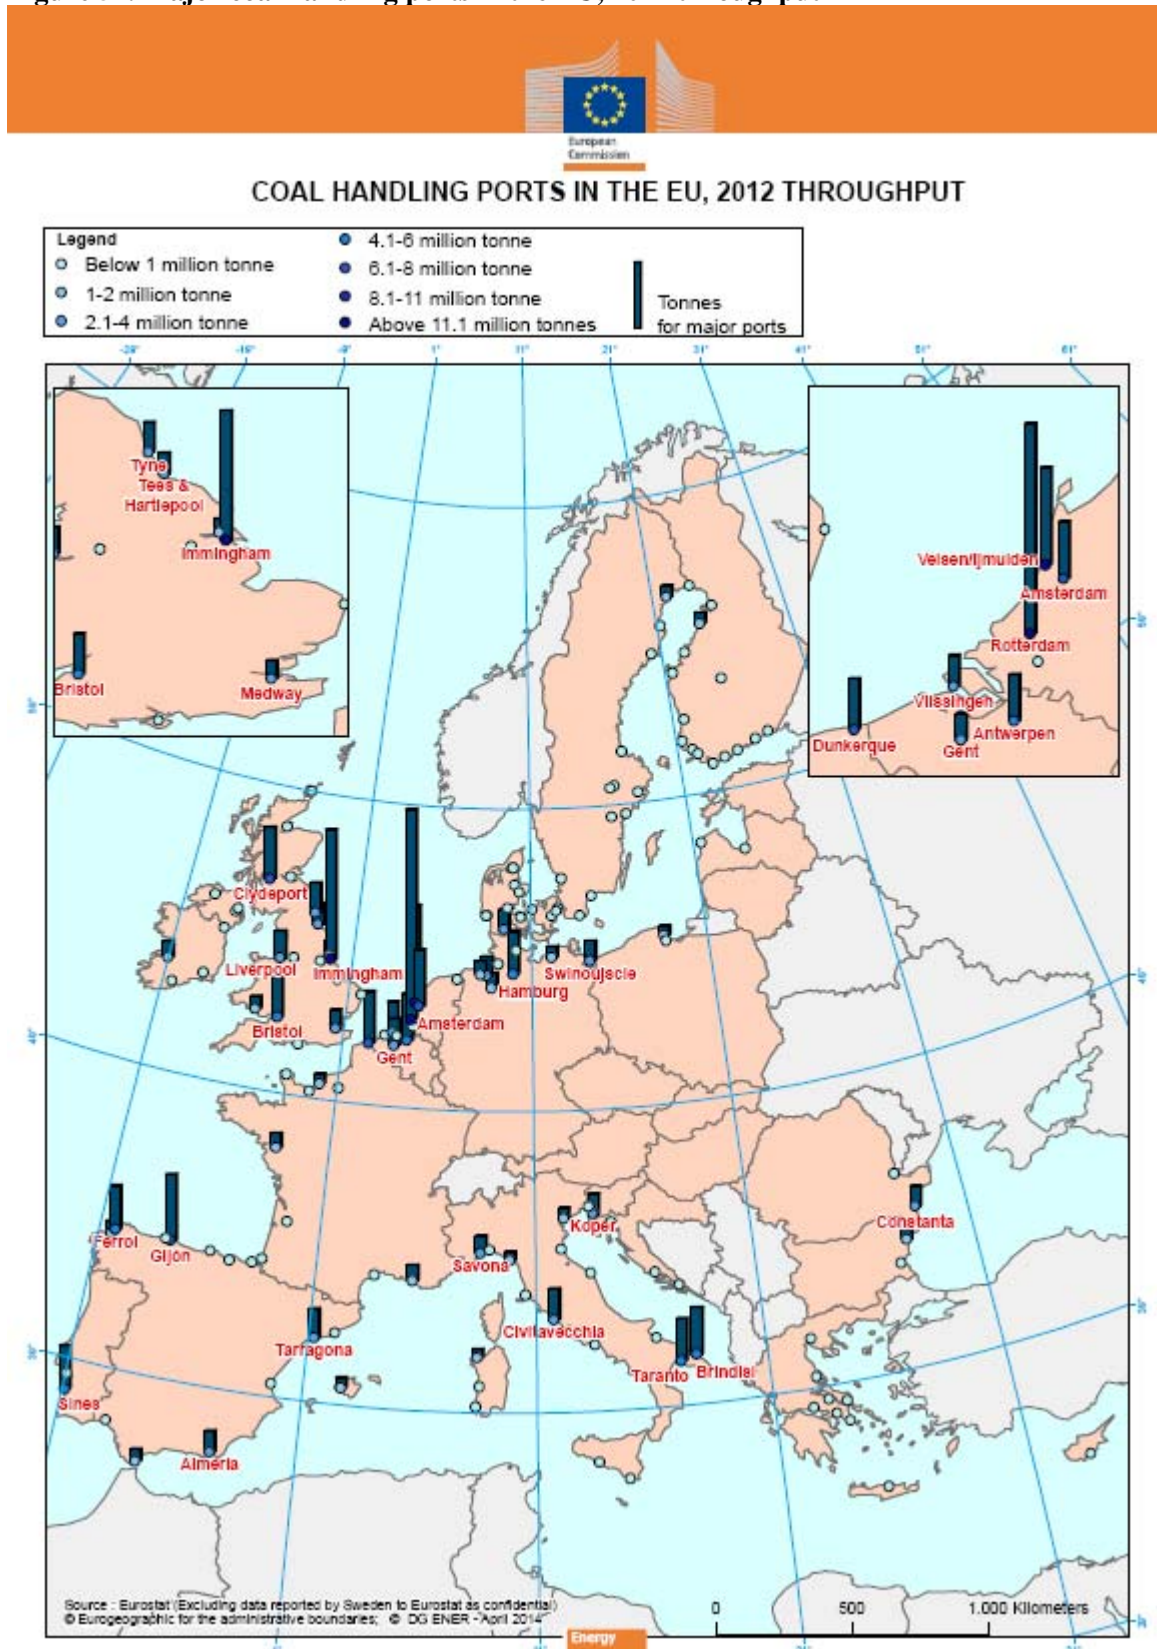 European
Commission
COAL HANDLING PORTS IN THE EU, 2012 THROUGHPUT
Legend
Below 1 million tonne
1-2 million tonne
2.1-4 million tonne
4.1-6 million tonne
6.1-8 million tonne
8.1-11 million tonne
Above 11.1 million tonnes
Tonnes
for major ports
Tyne
Tees &
Hartlepool
Immingham
Bristol
Medway
Velsen/Ijmuiden
Amsterdam
Rotterdam
Vlissingen
Antwerpen
Dunkerque
Gent
Clydeport
Liverpool
Immingham
Bristol
Amsterdam
Gent
Hamburg
Swinoujscie
Ferrol
Gijón
Koper
Constanta
Savona
Civitavecchia
Tarragona
Taranto
Brindisi
Sines
Almeria
Source : Eurostat (Excluding data reported by Sweden to Eurostat as confidential)
© Eurogeographic for the administrative boundaries; © DG ENER - April 2014
0 500 1.000 Kilometers
Energy